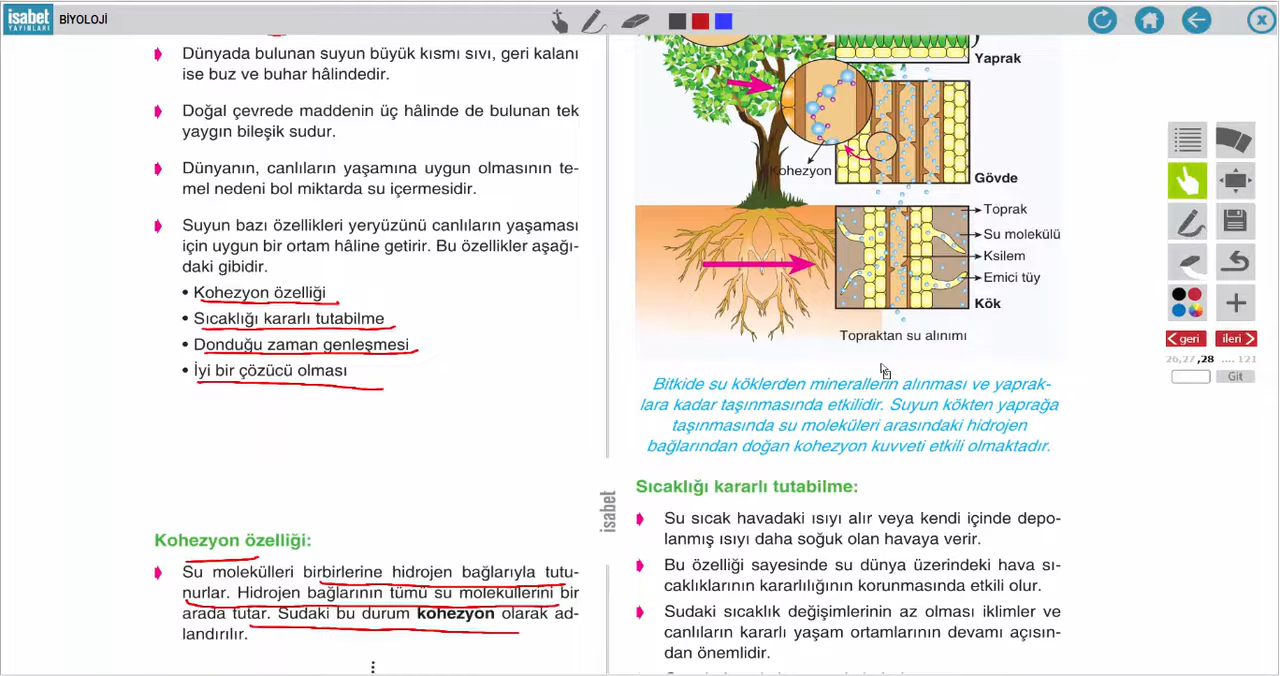 isabet
YAYINLARI
BİYOLOJİ
Dünyada bulunan suyun büyük kısmı sıvı, geri kalanı
ise buz ve buhar hâlindedir.
Doğal çevrede maddenin üç hâlinde de bulunan tek
yaygın bileşik sudur.
Dünyanın, canlıların yaşamına uygun olmasının te-
mel nedeni bol miktarda su içermesidir.
Suyun bazı özellikleri yeryüzünü canlıların yaşaması
için uygun bir ortam hâline getirir. Bu özellikler aşağı-
daki gibidir.
• Kohezyon özelliği
• Sıcaklığı kararlı tutabilme
• Donduğu zaman genleşmesi
• İyi bir çözücü olması
Kohezyon özelliği:
Su molekülleri birbirlerine hidrojen bağlarıyla tutu-
nurlar. Hidrojen bağlarının tümü su moleküllerini bir
arada tutar. Sudaki bu durum kohezyon olarak ad-
landırılır.
isabet
Yaprak
Kohezyon
Gövde
Toprak
Su molekülü
Ksilem
Emici tüy
Kök
Topraktan su alınımı
Bitkide su köklerden minerallerin alınması ve yaprak-
lara kadar taşınmasında etkilidir. Suyun kökten yaprağa
taşınmasında su moleküleri arasındaki hidrojen
bağlarından doğan kohezyon kuvveti etkili olmaktadır.
Sıcaklığı kararlı tutabilme:
Su sıcak havadaki ısıyı alır veya kendi içinde depo-
lanmış ısıyı daha soğuk olan havaya verir.
Bu özelliği sayesinde su dünya üzerindeki hava sı-
caklıklarının kararlılığının korunmasında etkili olur.
Sudaki sıcaklık değişimlerinin az olması iklimler ve
canlıların kararlı yaşam ortamlarının devamı açısın-
dan önemlidir.
geri
ileri
26,27,28 .... 121
Git